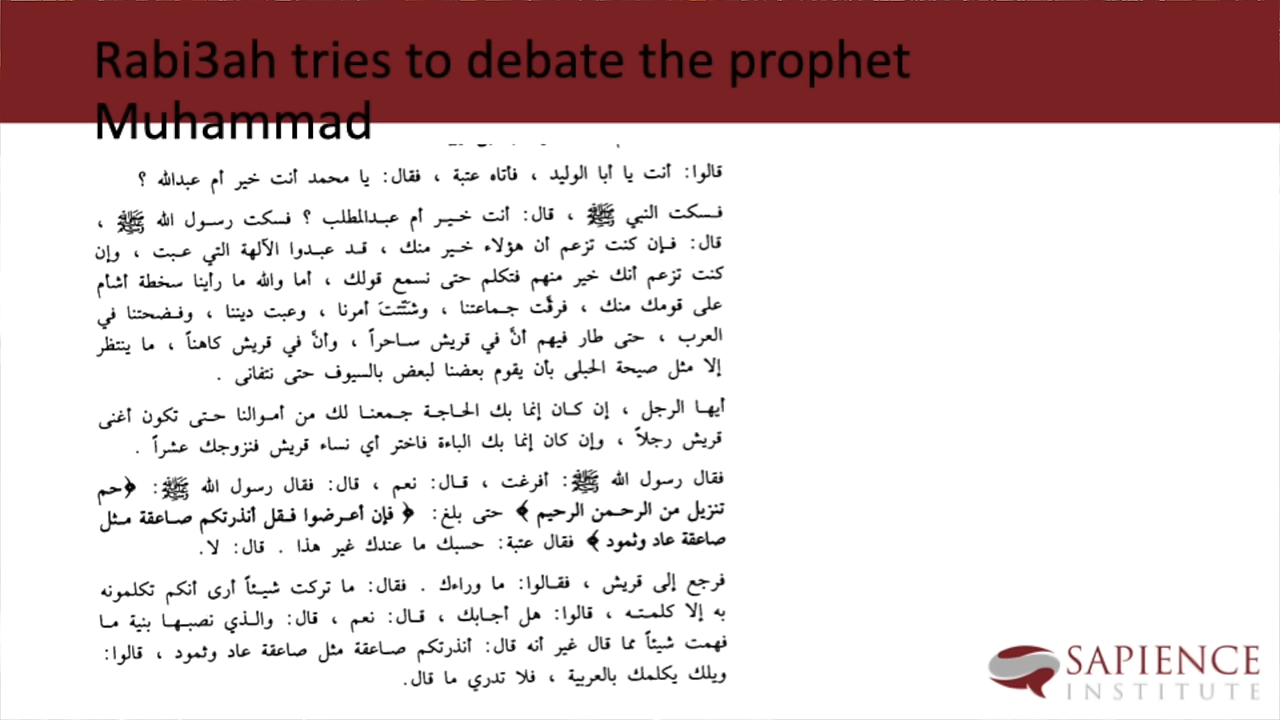 Rabi3ah tries to debate the prophet
Muhammad
قالوا: أنت يا أبا الوليد ، فأتاه عتبة ، فقال: يا محمد أنت خير أم عبدالله ؟
فسكت النبي ﷺ ، قال: أنت خير أم عبدالمطلب ؟ فسكت رسول الله ﷺ ،
قال: فإن كنت تزعم أن هؤلاء خير منك ، قد عبدوا الآلهة التي عبت ، وإن
كنت تزعم أنك خير منهم فتكلم حتى نسمع قولك ، أما والله ما رأينا سخطة أشأم
على قومك منك ، فرقَّت جماعتنا ، وشتَّتَ أمرنا ، وعبت ديننا ، وفضحتنا في
العرب ، حتى طار فيهم أنَّ في قريش ساحراً ، وأنَّ في قريش كاهناً ، ما ينتظر
إلا مثل صيحة الحبلى بأن يقوم بعضنا لبعض بالسيوف حتى نتفانى .
أيها الرجل ، إن كان إنما بك الحاجة جمعنا لك من أموالنا حتى تكون أغنى
قريش رجلاً ، وإن كان إنما بك الباءة فاختر أي نساء قريش فنزوجك عشراً .
فقال رسول الله ﷺ: أفرغت ، قال: نعم ، قال: فقال رسول الله ﷺ: ﴿حم
تنزيل من الرحمن الرحيم ﴾ حتى بلغ: ﴿ فإن أعرضوا فقل أنذرتكم صاعقة مثل
صاعقة عاد وثمود ﴾ فقال عتبة: حسبك ما عندك غير هذا . قال: لا.
فرجع إلى قريش ، فقالوا: ما وراءك . فقال: ما تركت شيئاً أرى أنكم تكلمونه
به إلا كلمته ، قالوا: هل أجابك ، قال: نعم ، قال: والذي نصبها بنية ما
فهمت شيئاً مما قال غير أنه قال: أنذرتكم صاعقة مثل صاعقة عاد وثمود ، قالوا:
ويلك يكلمك بالعربية ، فلا تدري ما قال.
SAPIENCE
INSTITUTE